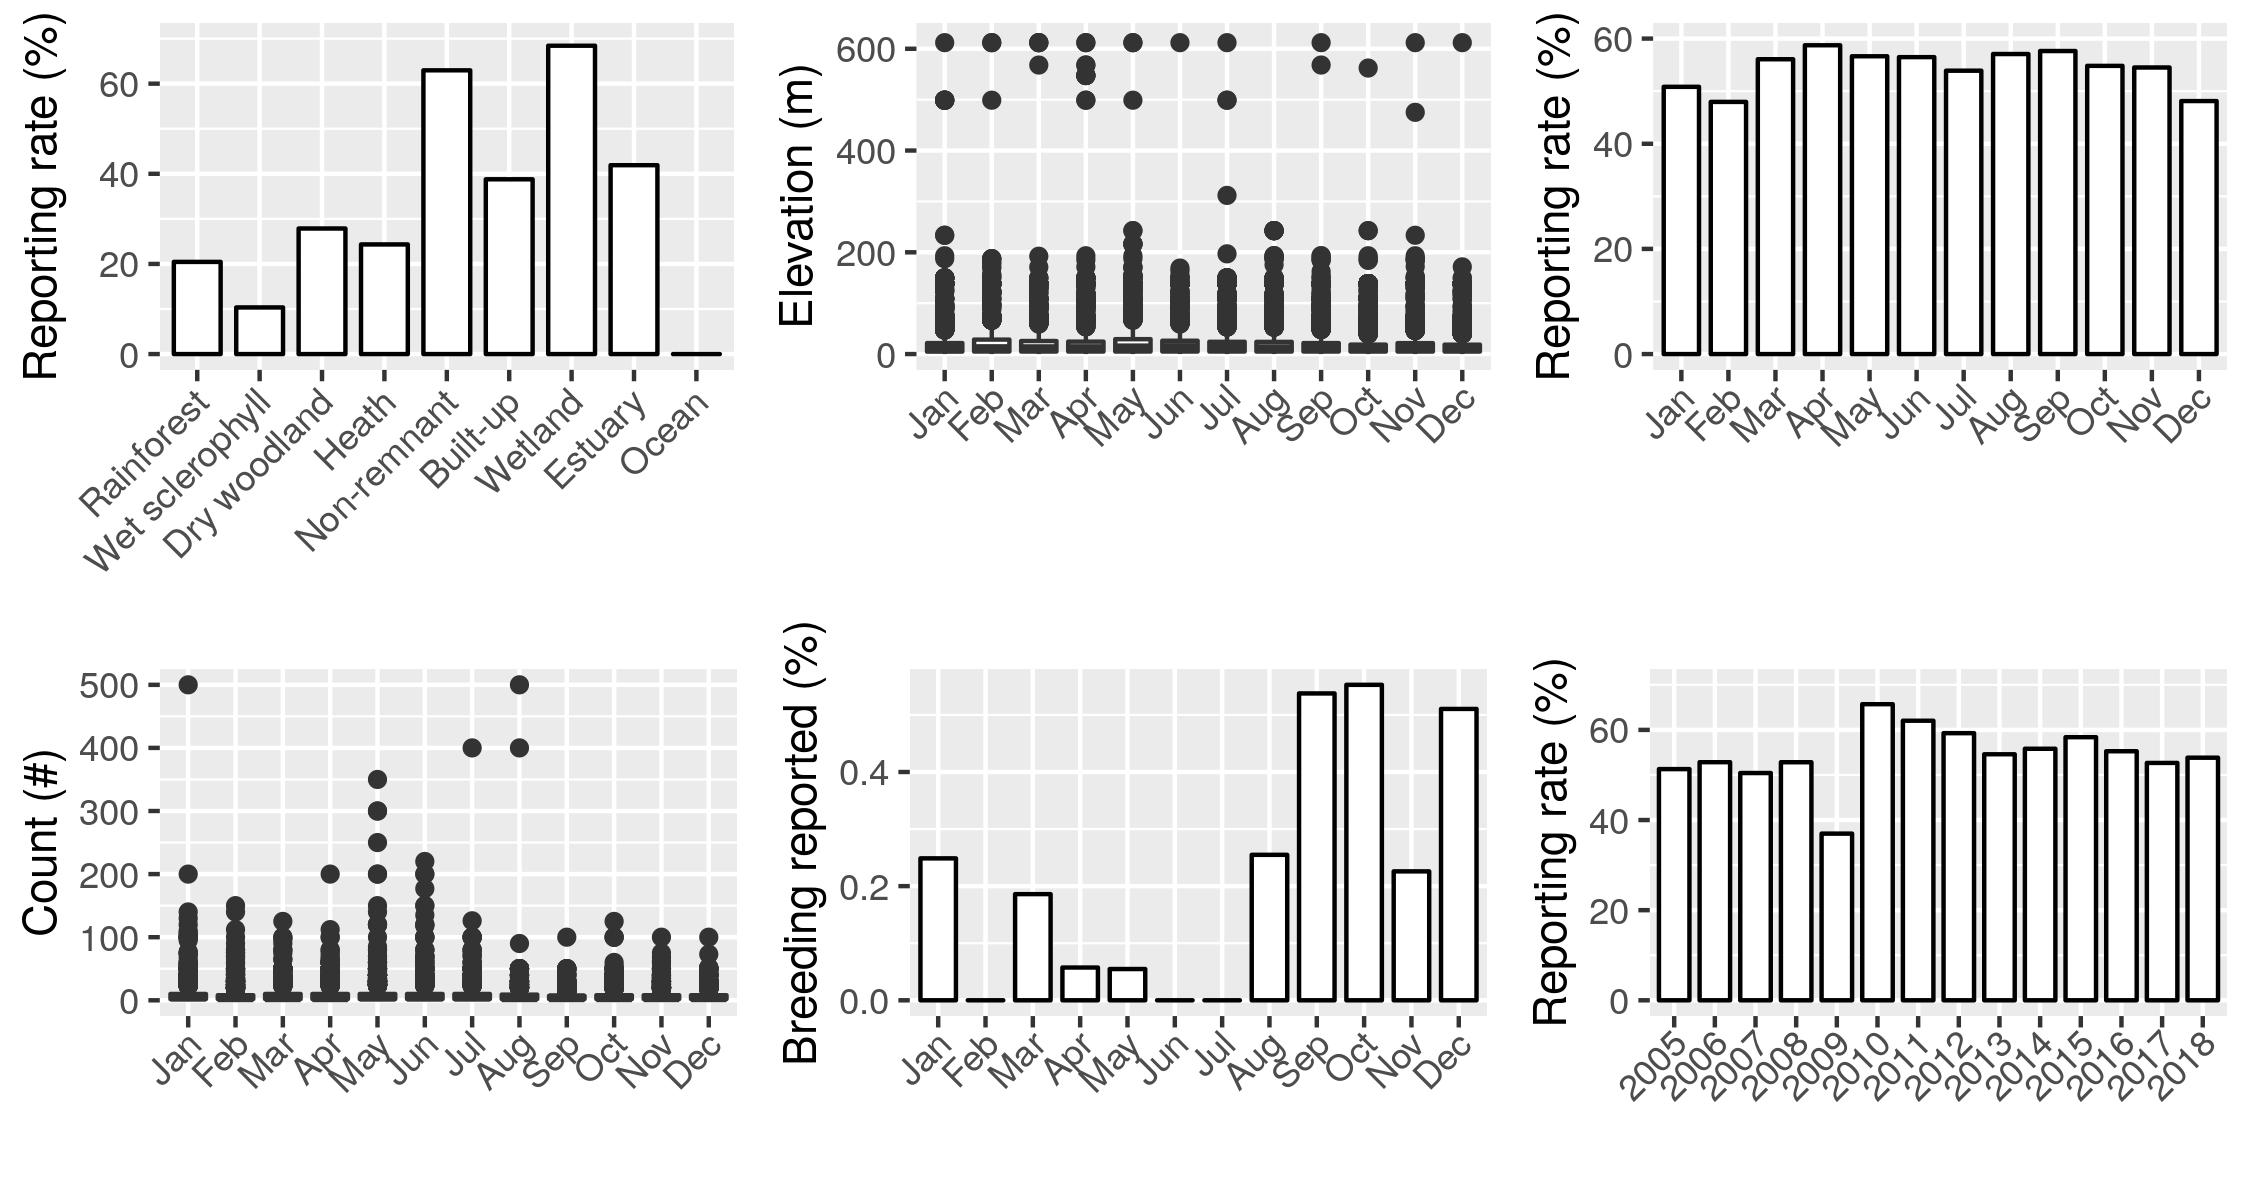 Reporting rate (%)
60
40
20
0
Rainforest
Wet sclerophyll
Dry woodland
Heath
Non-remnant
Built-up
Wetland
Estuary
Ocean
Elevation (m)
600
400
200
0
Jan
Feb
Mar
Apr
May
Jun
Jul
Aug
Sep
Oct
Nov
Dec
Reporting rate (%)
60
40
20
0
Jan
Feb
Mar
Apr
May
Jun
Jul
Aug
Sep
Oct
Nov
Dec
Count (#)
500
400
300
200
100
0
Jan
Feb
Mar
Apr
May
Jun
Jul
Aug
Sep
Oct
Nov
Dec
Breeding reported (%)
0.4
0.2
0.0
Jan
Feb
Mar
Apr
May
Jun
Jul
Aug
Sep
Oct
Nov
Dec
Reporting rate (%)
60
40
20
0
2005
2006
2007
2008
2009
2010
2011
2012
2013
2014
2015
2016
2017
2018